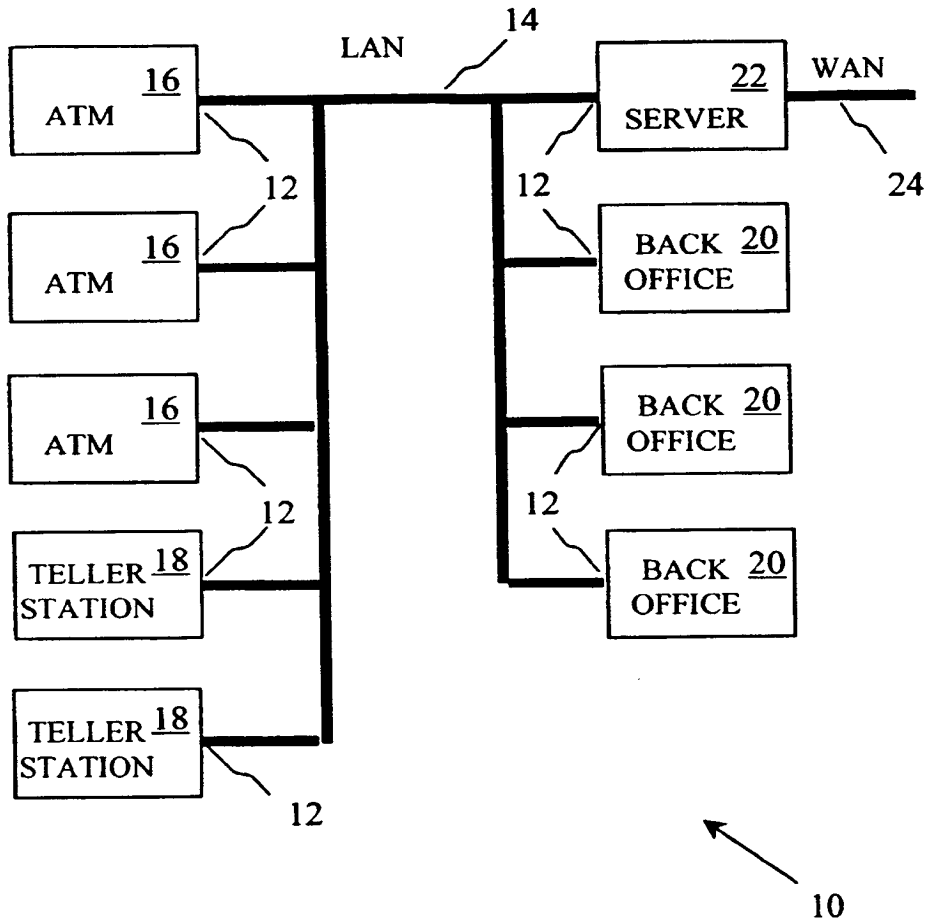 14
LAN
WAN
16
ATM
22
SERVER
12
12
24
16
ATM
BACK 20
OFFICE
16
ATM
BACK 20
OFFICE
12
12
TELLER 18
STATION
BACK 20
OFFICE
TELLER 18
STATION
12
10